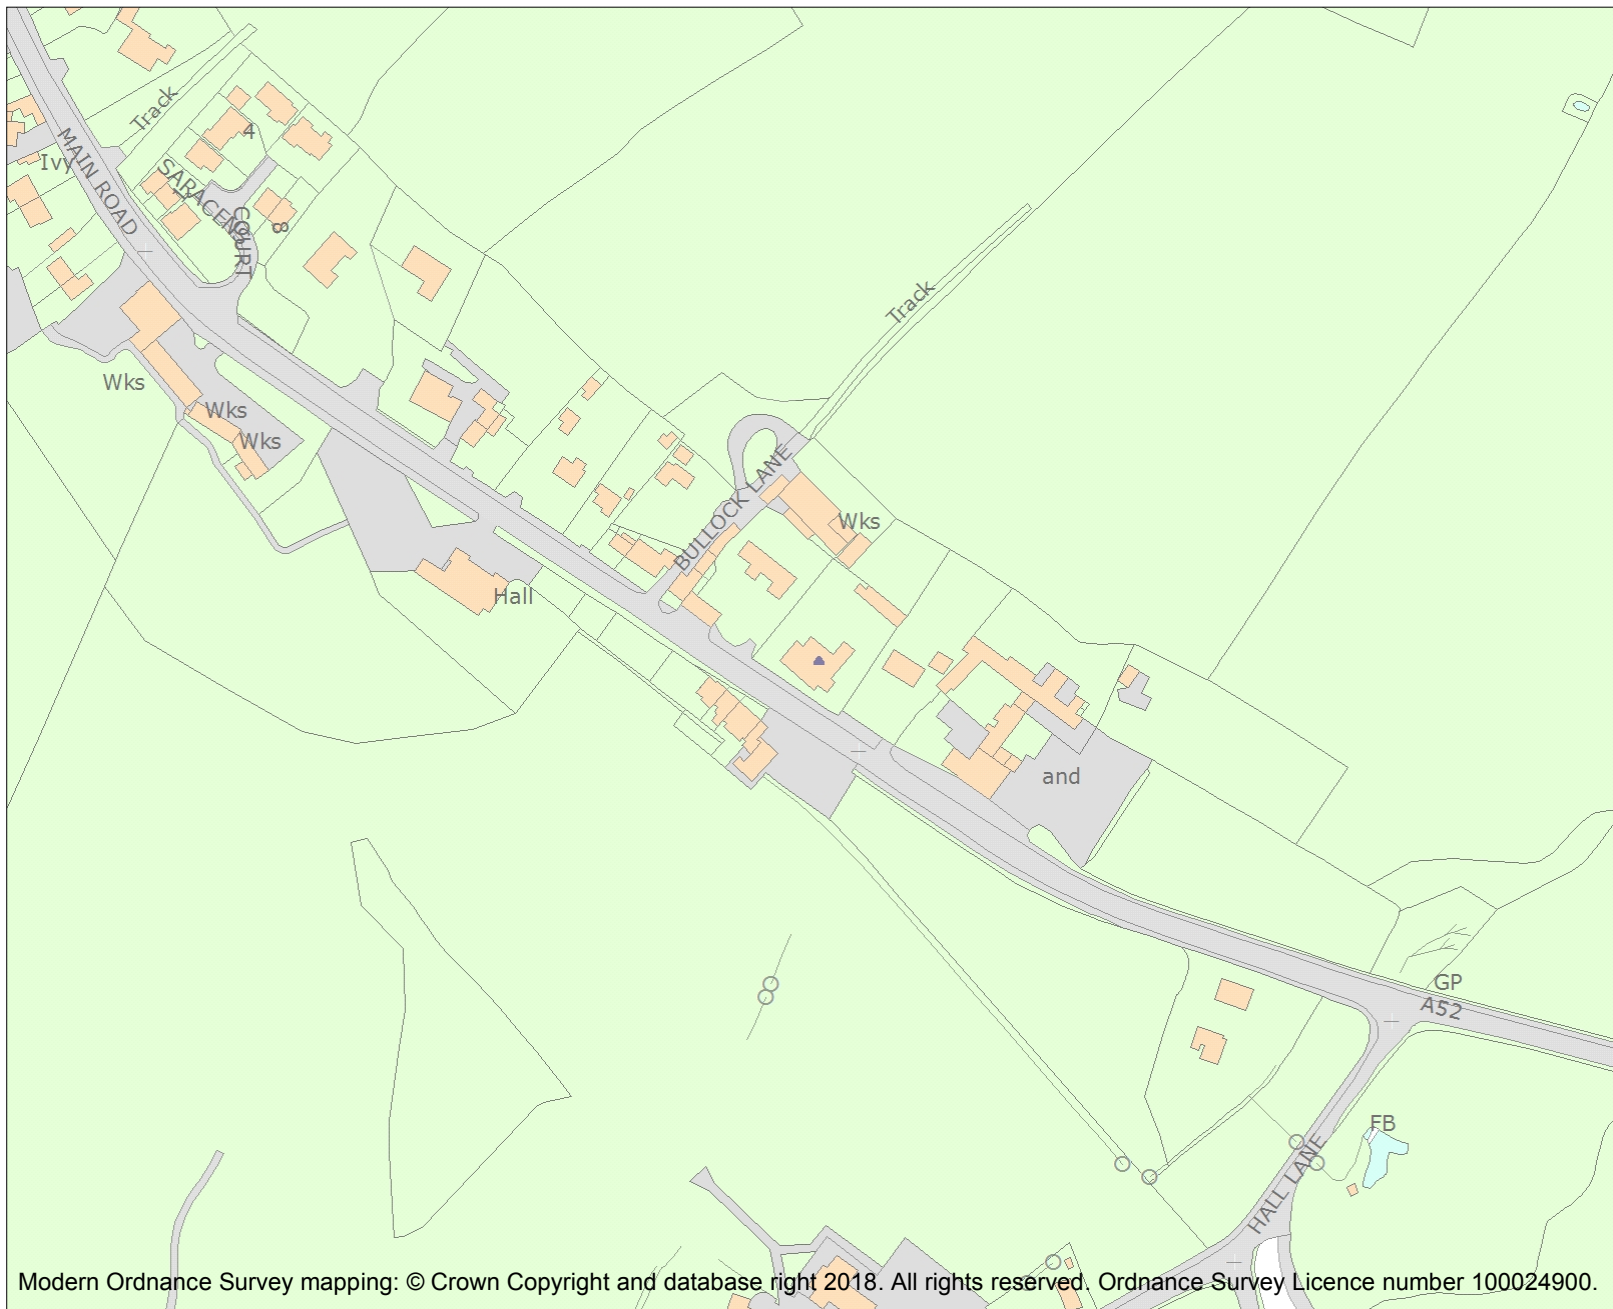 Track
4
Ivy
MAIN ROAD
SARACENS
1
COURT
8
Track
Wks
Wks
Wks
BULLOCK LANE
Wks
Hall
and
GP
A52
FB
HALL LANE
Modern Ordnance Survey mapping: © Crown Copyright and database right 2018. All rights reserved. Ordnance Survey Licence number 100024900.